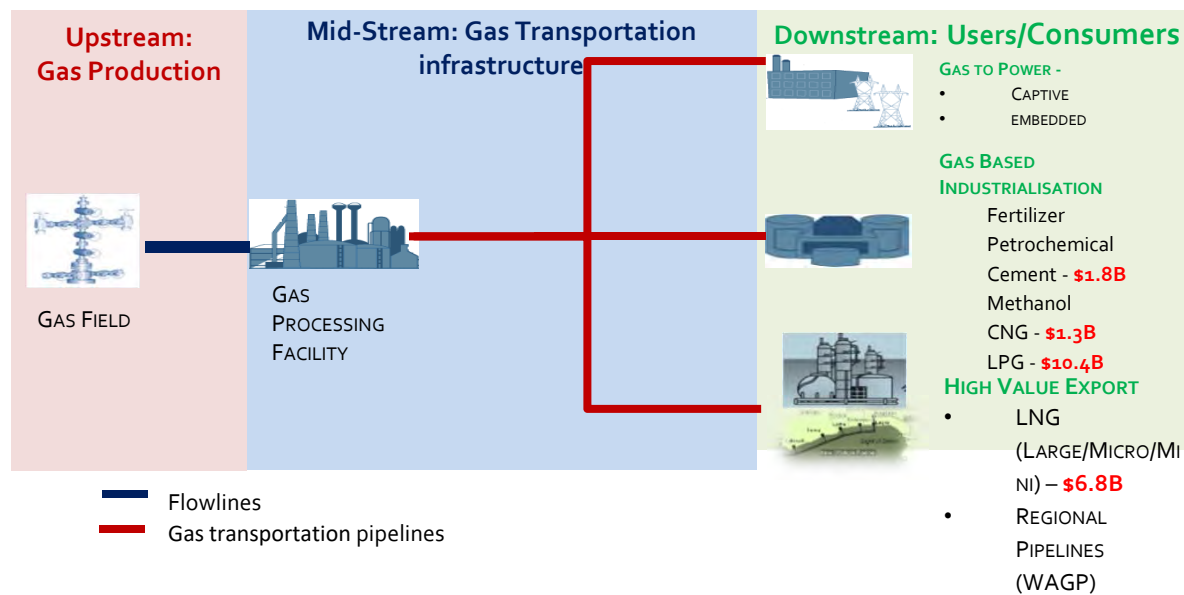 Upstream:
Gas Production
Mid-Stream: Gas Transportation
infrastructure
Downstream: Users/Consumers
GAS TO POWER -
• CAPTIVE
• EMBEDDED
GAS BASED
INDUSTRIALISATION
Fertilizer
Petrochemical
Cement - $1.8B
Methanol
CNG - $1.3B
LPG - $10.4B
HIGH VALUE EXPORT
• LNG
(LARGE/MICRO/MI
NI) – $6.8B
• REGIONAL
PIPELINES
(WAGP)
GAS FIELD
GAS
PROCESSING
FACILITY
Flowlines
Gas transportation pipelines